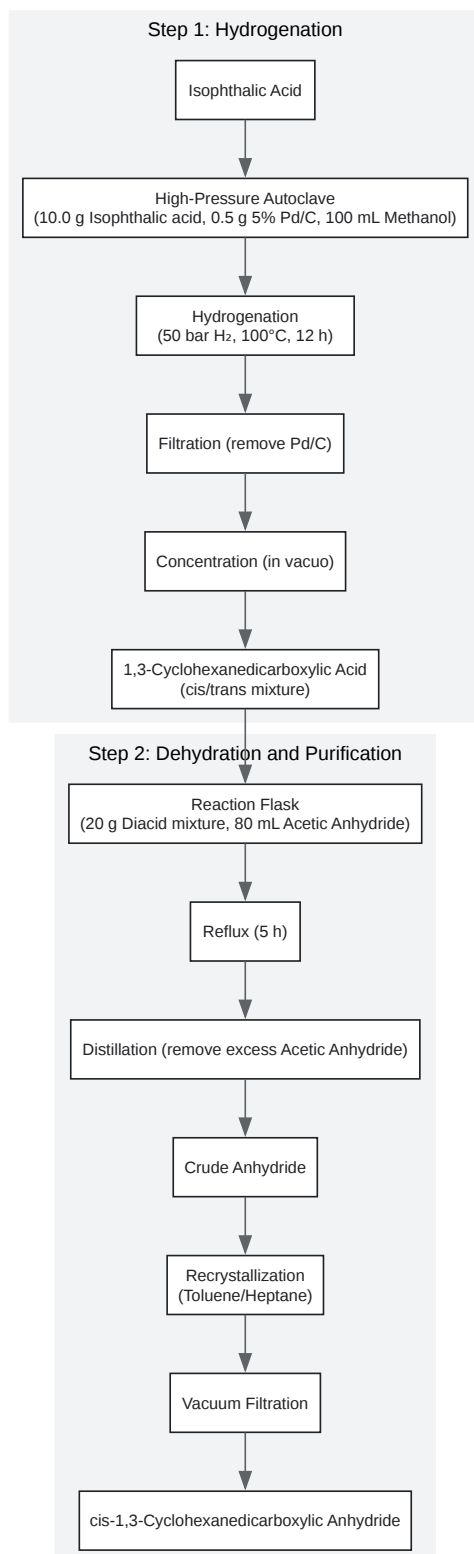 Step 1: Hydrogenation
Isophthalic Acid
High-Pressure Autoclave
(10.0 g Isophthalic acid, 0.5 g 5% Pd/C, 100 mL Methanol)
Hydrogenation
(50 bar H₂, 100°C, 12 h)
Filtration (remove Pd/C)
Concentration (in vacuo)
1,3-Cyclohexanedicarboxylic Acid
(cis/trans mixture)
Step 2: Dehydration and Purification
Reaction Flask
(20 g Diacid mixture, 80 mL Acetic Anhydride)
Reflux (5 h)
Distillation (remove excess Acetic Anhydride)
Crude Anhydride
Recrystallization
(Toluene/Heptane)
Vacuum Filtration
cis-1,3-Cyclohexanedicarboxylic Anhydride